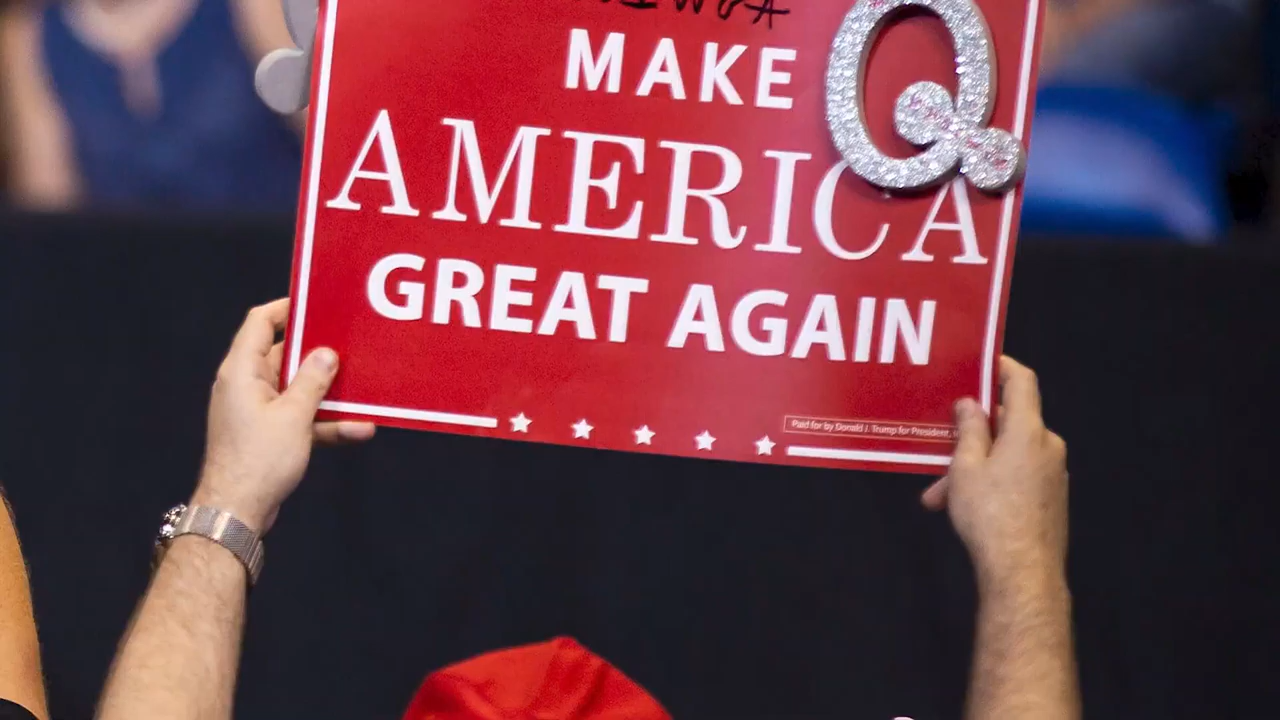 MAKE
Q
AMERICA
GREAT AGAIN
Paid for by Donald J. Trump for President,